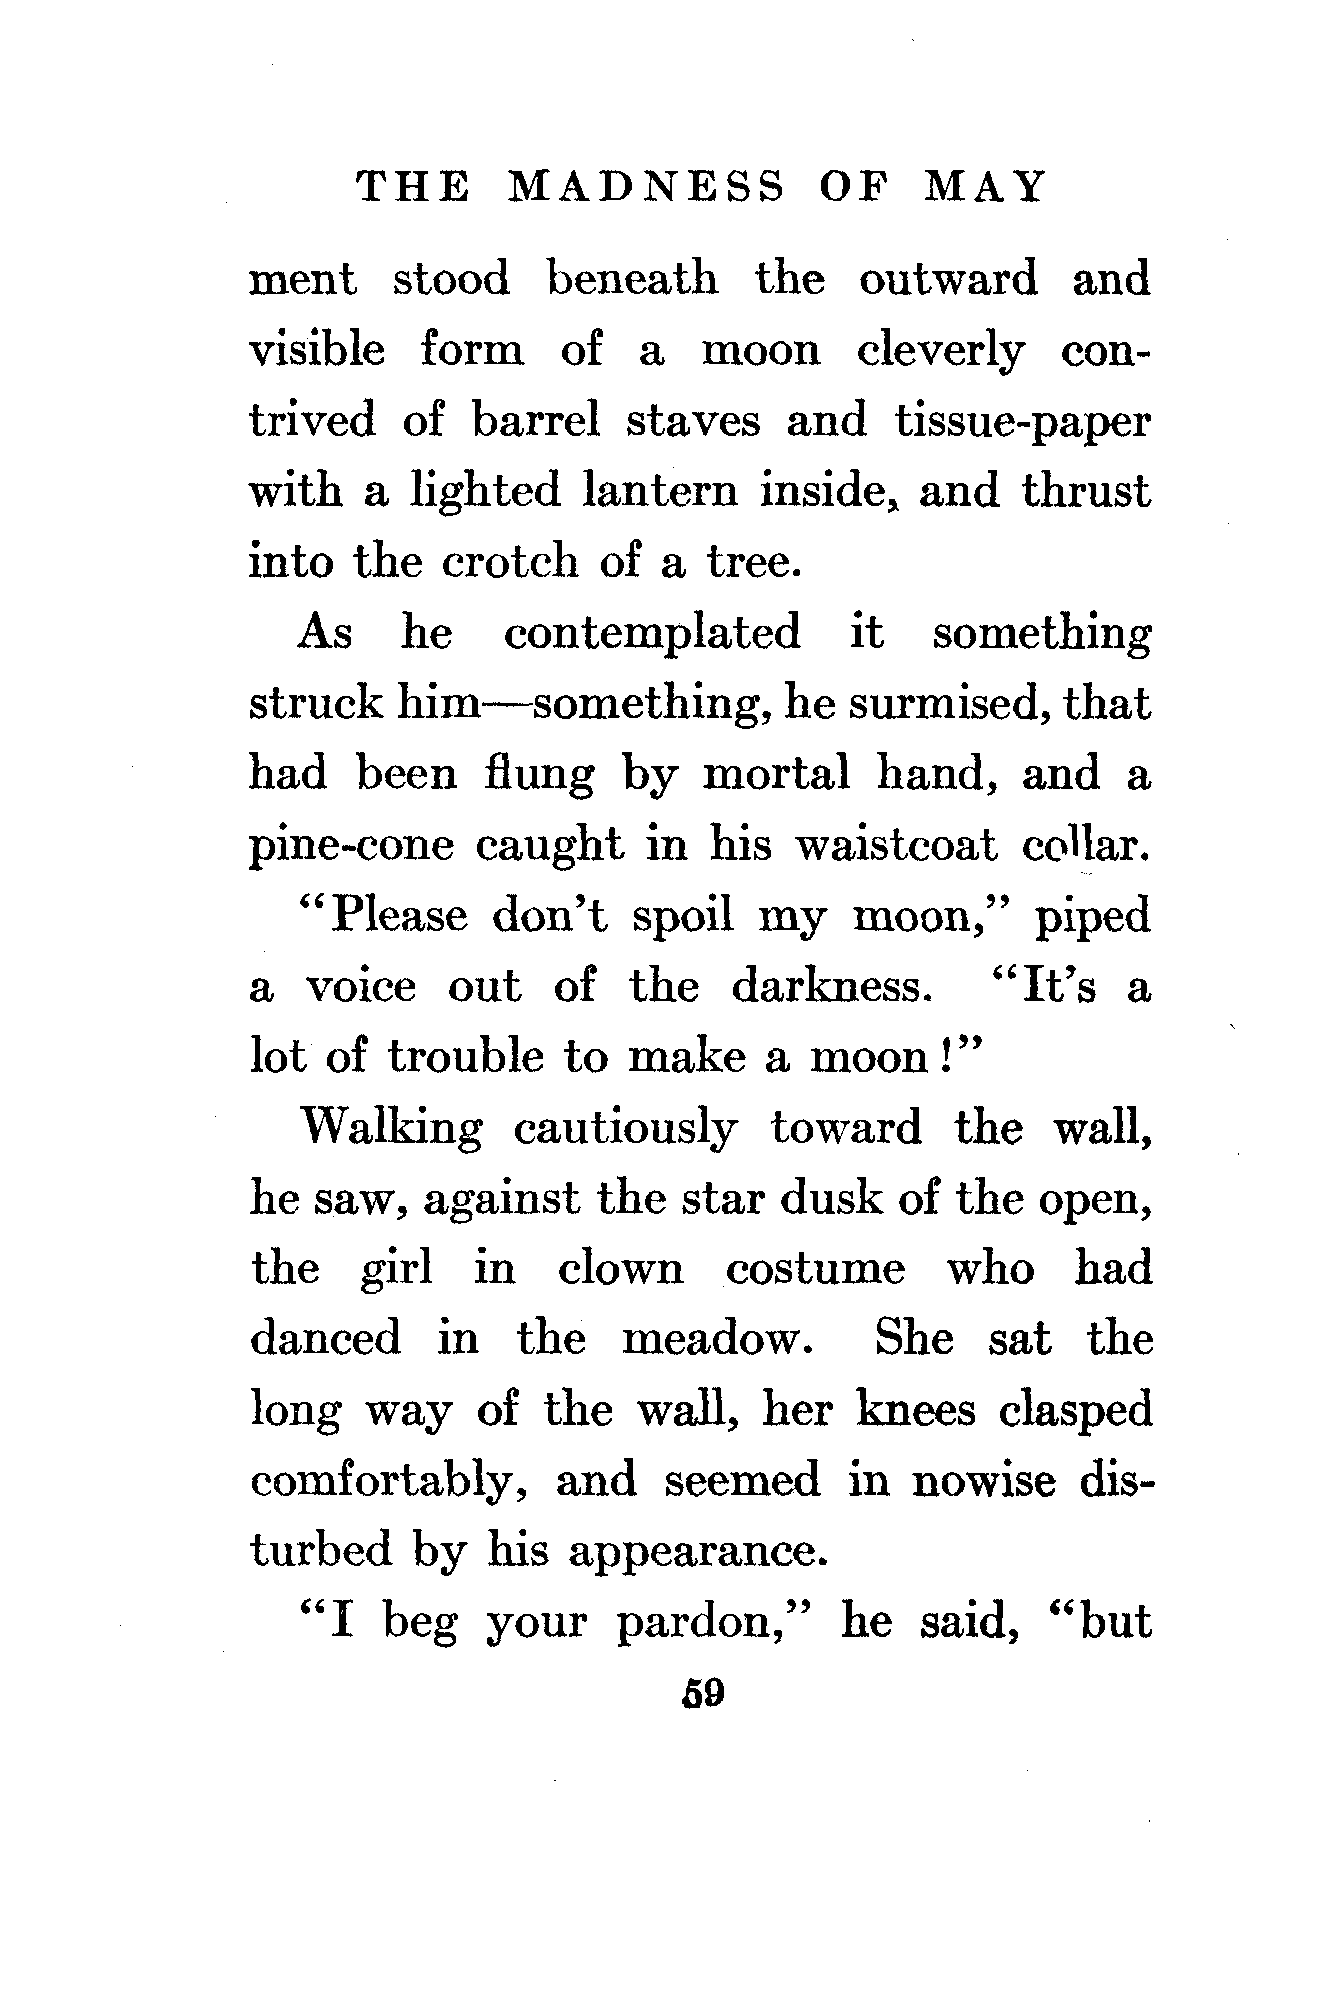 THE MADNESS OF MAY
ment stood beneath the outward and
visible form of a moon cleverly con-
trived of barrel staves and tissue-paper
with a lighted lantern inside, and thrust
into the crotch of a tree.
As he contemplated it something
struck him—something, he surmised, that
had been flung by mortal hand, and a
pine-cone caught in his waistcoat collar.
“Please don’t spoil my moon,” piped
a voice out of the darkness. “It’s a
lot of trouble to make a moon!”
Walking cautiously toward the wall,
he saw, against the star dusk of the open,
the girl in clown costume who had
danced in the meadow. She sat the
long way of the wall, her knees clasped
comfortably, and seemed in nowise dis-
turbed by his appearance.
“I beg your pardon,” he said, “but
59